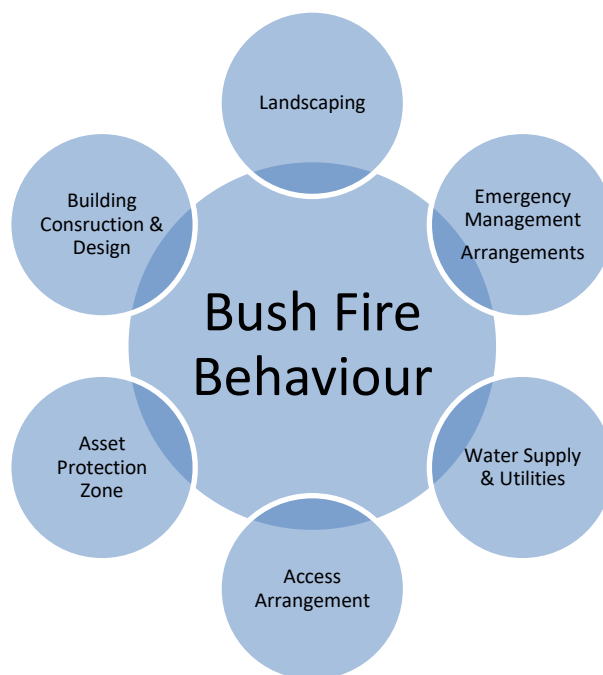 Landscaping
Building
Consruction &
Design
Emergency
Management
Arrangements
Bush Fire
Behaviour
Asset
Protection
Zone
Water Supply
& Utilities
Access
Arrangement